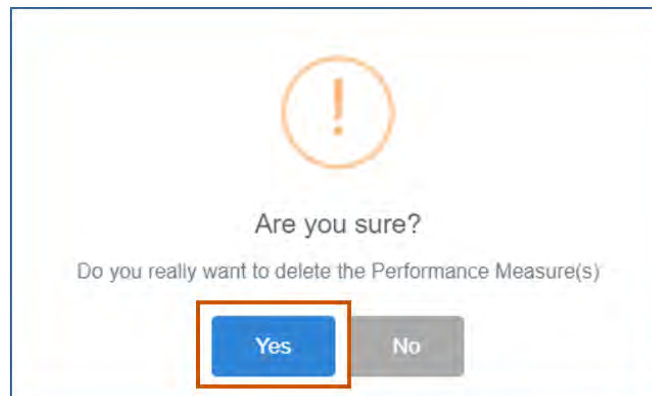 !
Are you sure?
Do you really want to delete the Performance Measure(s)
Yes No